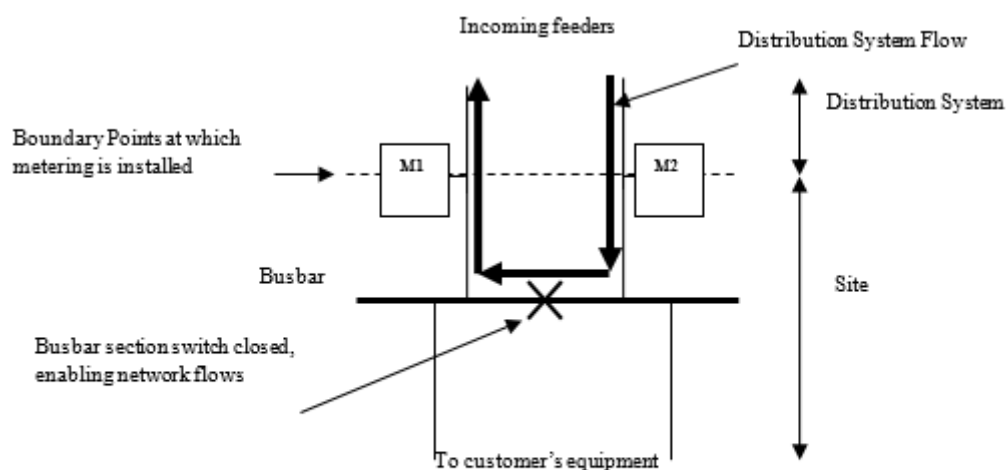 Incoming feeders
Distribution System Flow
Distribution System
Boundary Points at which
metering is installed
M1
M2
Busbar
Site
Busbar section switch closed,
enabling network flows
To customer's equipment